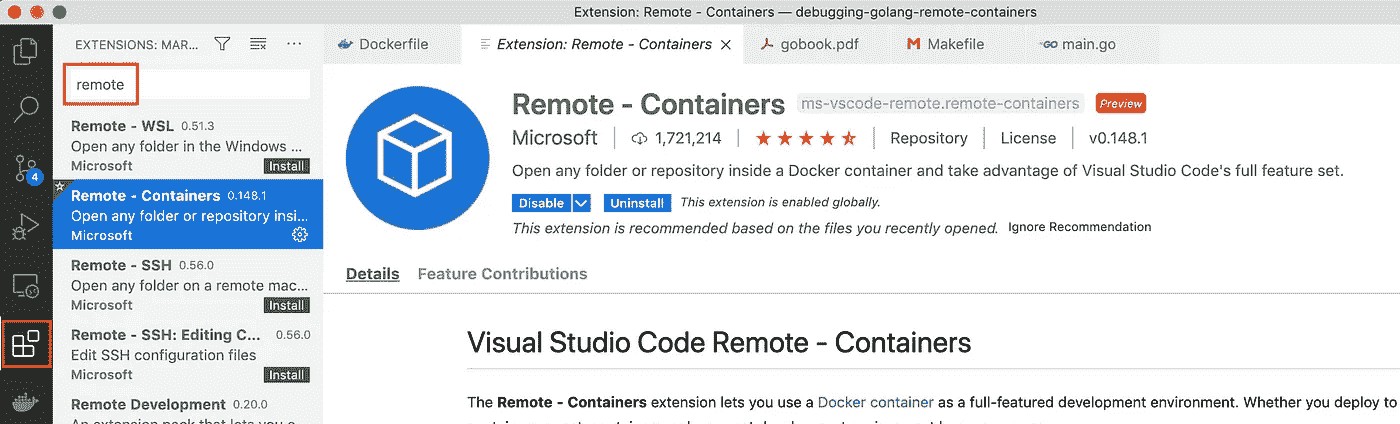 Extension: Remote - Containers — debugging-golang-remote-containers
EXTENSIONS: MAR...
Dockerfile
Extension: Remote - Containers
gobook.pdf
Makefile
main.go
remote
Remote - WSL 0.51.3
Open any folder in the Windows ...
Microsoft
Install
4
Remote - Containers 0.148.1
Open any folder or repository insi...
Microsoft
Remote - SSH 0.56.0
Open any folder on a remote mac...
Microsoft
Install
Remote - SSH: Editing C... 0.56.0
Edit SSH configuration files
Microsoft
Install
Remote Development 0.20.0
An extension pack that lets you o...
Remote - Containers ms-vscode-remote.remote-containers Preview
Microsoft 1,721,214 Repository License v0.148.1
Open any folder or repository inside a Docker container and take advantage of Visual Studio Code's full feature set.
Disable Uninstall This extension is enabled globally.
This extension is recommended based on the files you recently opened. Ignore Recommendation
Details Feature Contributions
Visual Studio Code Remote - Containers
The Remote - Containers extension lets you use a Docker container as a full-featured development environment. Whether you deploy to